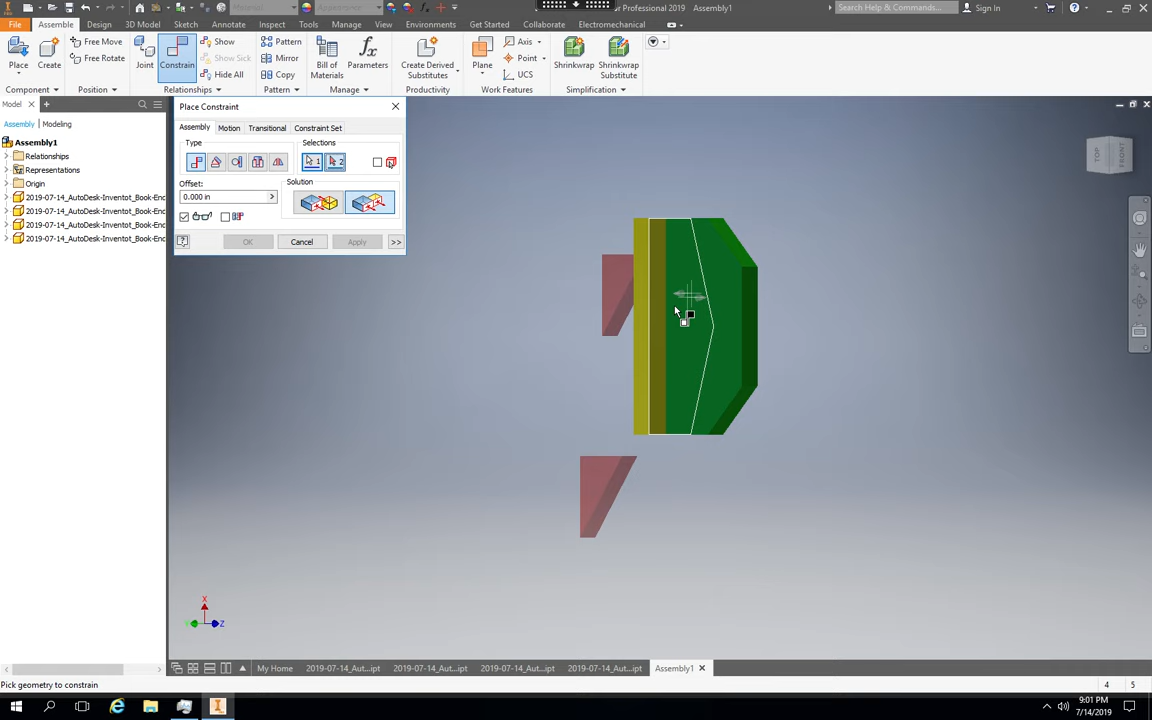 r Professional 2019 Assembly1
Search Help & Commands...
Sign In
File Assemble Design 3D Model Sketch Annotate Inspect Tools Manage View Environments Get Started Collaborate Electromechanical
Place
Create
Component
Free Move
Free Rotate
Position
Joint
Constrain
Show
Show Sick
Hide All
Relationships
Pattern
Mirror
Copy
Pattern
Bill of
Materials
Parameters
Manage
Create Derived
Substitutes
Productivity
Plane
Axis
Point
UCS
Work Features
Shrinkwrap
Shrinkwrap
Substitute
Simplification
Model
Assembly Modeling
Assembly1
Relationships
Representations
Origin
2019-07-14_AutoDesk-Inventot_Book-End
2019-07-14_AutoDesk-Inventot_Book-End
2019-07-14_AutoDesk-Inventot_Book-End
2019-07-14_AutoDesk-Inventot_Book-End
Place Constraint
Assembly Motion Transitional Constraint Set
Type
Selections
1
2
Offset:
0.000 in
Solution
OK Cancel Apply >>
TOP FRONT
X
Z
My Home 2019-07-14_Aut...ipt 2019-07-14_Aut...ipt 2019-07-14_Aut...ipt 2019-07-14_Aut...ipt Assembly1
Pick geometry to constrain
4 5
9:01 PM
7/14/2019